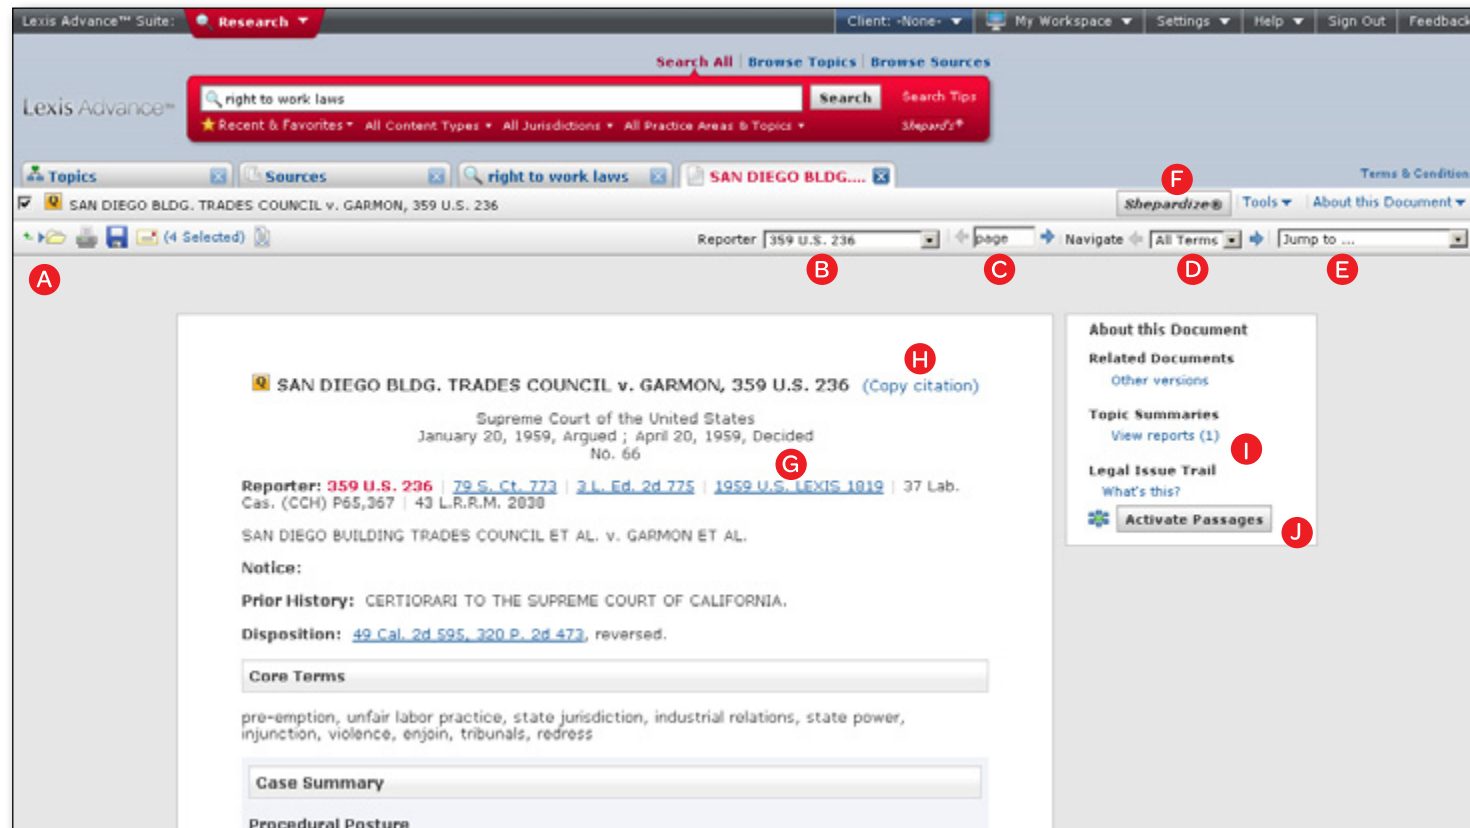 Lexis Advance™ Suite: Research Client: -None- My Workspace Settings Help Sign Out Feedback
Search All | Browse Topics | Browse Sources
Lexis Advance™ right to work laws Search Search Tips
Recent & Favorites All Content Types All Jurisdictions All Practice Areas & Topics Shepard's®
Topics Sources right to work laws SAN DIEGO BLDG.... Terms & Condition
F
SAN DIEGO BLDG. TRADES COUNCIL v. GARMON, 359 U.S. 236 Shepardize® Tools About this Document
(4 Selected) Reporter 359 U.S. 236 page Navigate All Terms Jump to ...
A B C D E
About this Document
H
Related Documents
SAN DIEGO BLDG. TRADES COUNCIL v. GARMON, 359 U.S. 236 (Copy citation)
Other versions
Supreme Court of the United States
Topic Summaries
January 20, 1959, Argued ; April 20, 1959, Decided
View reports (1)
No. 66
I
G
Legal Issue Trail
Reporter: 359 U.S. 236 | 79 S. Ct. 773 | 3 L. Ed. 2d 775 | 1959 U.S. LEXIS 1819 | 37 Lab.
What's this?
Cas. (CCH) P65,367 | 43 L.R.R.M. 2838
Activate Passages
J
SAN DIEGO BUILDING TRADES COUNCIL ET AL. v. GARMON ET AL.
Notice:
Prior History: CERTIORARI TO THE SUPREME COURT OF CALIFORNIA.
Disposition: 49 Cal. 2d 595, 320 P. 2d 473, reversed.
Core Terms
pre-emption, unfair labor practice, state jurisdiction, industrial relations, state power,
injunction, violence, enjoin, tribunals, redress
Case Summary
Procedural Posture